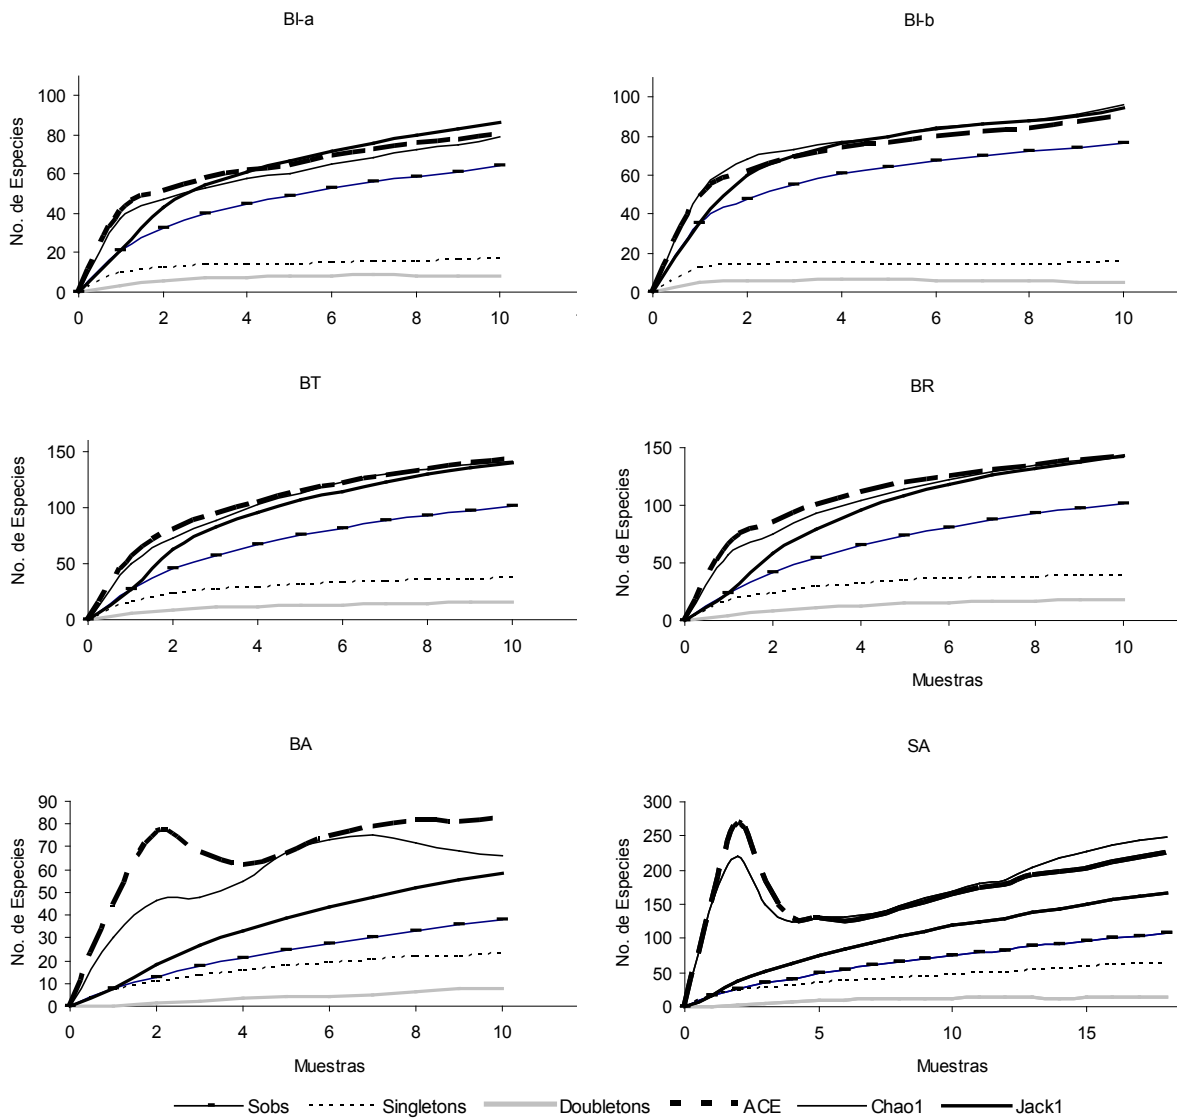 BI-a
No. de Especies
100
80
60
40
20
0
0 2 4 6 8 10
BI-b
No. de Especies
100
80
60
40
20
0
0 2 4 6 8 10
BT
No. de Especies
150
100
50
0
0 2 4 6 8 10
BR
No. de Especies
150
100
50
0
0 2 4 6 8 10
Muestras
BA
No. de Especies
90
80
70
60
50
40
30
20
10
0
0 2 4 6 8 10
Muestras
SA
No. de Especies
300
250
200
150
100
50
0
0 5 10 15
Muestras
Sobs Singletons Doubletons ACE Chao1 Jack1